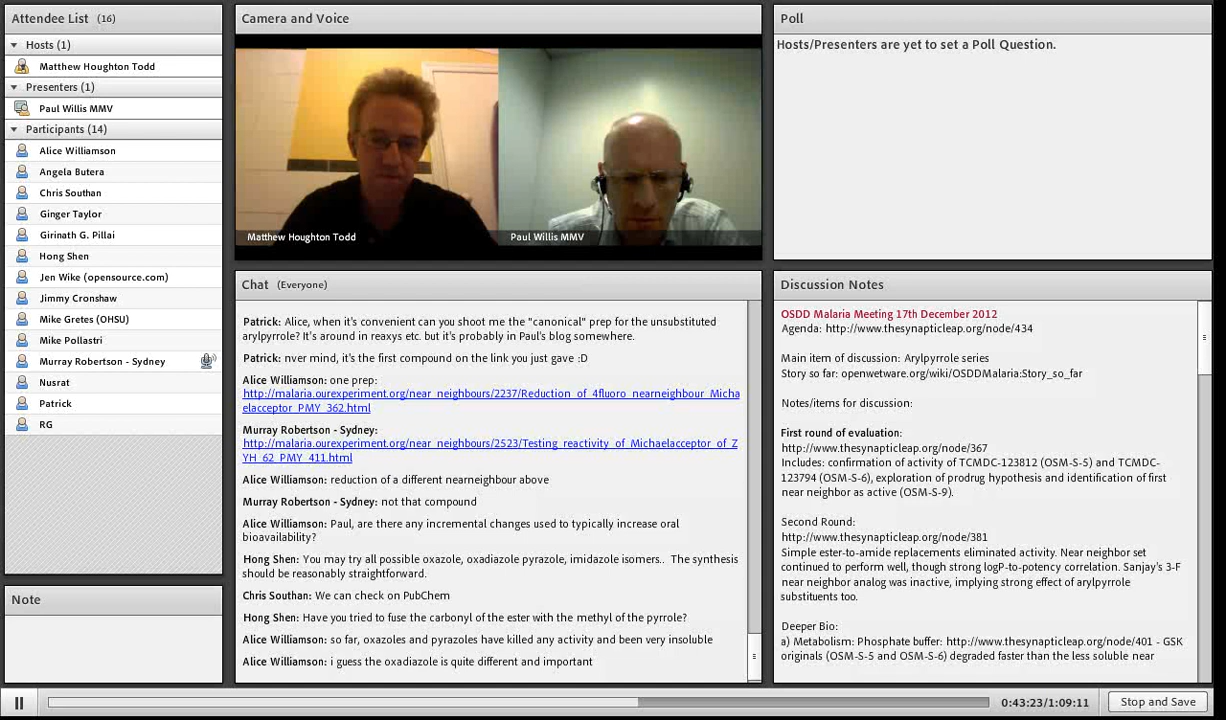 Attendee List (16)
Hosts (1)
Matthew Houghton Todd
Presenters (1)
Paul Willis MMV
Participants (14)
Alice Williamson
Angela Butera
Chris Southan
Ginger Taylor
Girinath G. Pillai
Hong Shen
Jen Wike (opensource.com)
Jimmy Cronshaw
Mike Gretes (OHSU)
Mike Pollastri
Murray Robertson - Sydney
Nusrat
Patrick
RG
Note
Camera and Voice
Matthew Houghton Todd
Paul Willis MMV
Chat (Everyone)
Patrick: Alice, when it's convenient can you shoot me the "canonical" prep for the unsubstituted
arylpyrrole? It's around in reaxys etc. but it's probably in Paul's blog somewhere.
Patrick: nver mind, it's the first compound on the link you just gave :D
Alice Williamson: one prep:
http://malaria.ourexperiment.org/near_neighbours/2237/Reduction_of_4fluoro_nearneighbour_Micha
elacceptor_PMY_362.html
Murray Robertson - Sydney:
http://malaria.ourexperiment.org/near_neighbours/2523/Testing_reactivity_of_Michaelacceptor_of_Z
YH_62_PMY_411.html
Alice Williamson: reduction of a different nearneighbour above
Murray Robertson - Sydney: not that compound
Alice Williamson: Paul, are there any incremental changes used to typically increase oral
bioavailability?
Hong Shen: You may try all possible oxazole, oxadiazole pyrazole, imidazole isomers.. The synthesis
should be reasonably straightforward.
Chris Southan: We can check on PubChem
Hong Shen: Have you tried to fuse the carbonyl of the ester with the methyl of the pyrrole?
Alice Williamson: so far, oxazoles and pyrazoles have killed any activity and been very insoluble
Alice Williamson: i guess the oxadiazole is quite different and important
Poll
Hosts/Presenters are yet to set a Poll Question.
Discussion Notes
OSDD Malaria Meeting 17th December 2012
Agenda: http://www.thesynapticleap.org/node/434
Main item of discussion: Arylpyrrole series
Story so far: openwetware.org/wiki/OSDDMalaria:Story_so_far
Notes/items for discussion:
First round of evaluation:
http://www.thesynapticleap.org/node/367
Includes: confirmation of activity of TCMDC-123812 (OSM-S-5) and TCMDC-
123794 (OSM-S-6), exploration of prodrug hypothesis and identification of first
near neighbor as active (OSM-S-9).
Second Round:
http://www.thesynapticleap.org/node/381
Simple ester-to-amide replacements eliminated activity. Near neighbor set
continued to perform well, though strong logP-to-potency correlation. Sanjay's 3-F
near neighbor analog was inactive, implying strong effect of arylpyrrole
substituents too.
Deeper Bio:
a) Metabolism: Phosphate buffer: http://www.thesynapticleap.org/node/401 - GSK
originals (OSM-S-5 and OSM-S-6) degraded faster than the less soluble near
0:43:23/1:09:11
Stop and Save